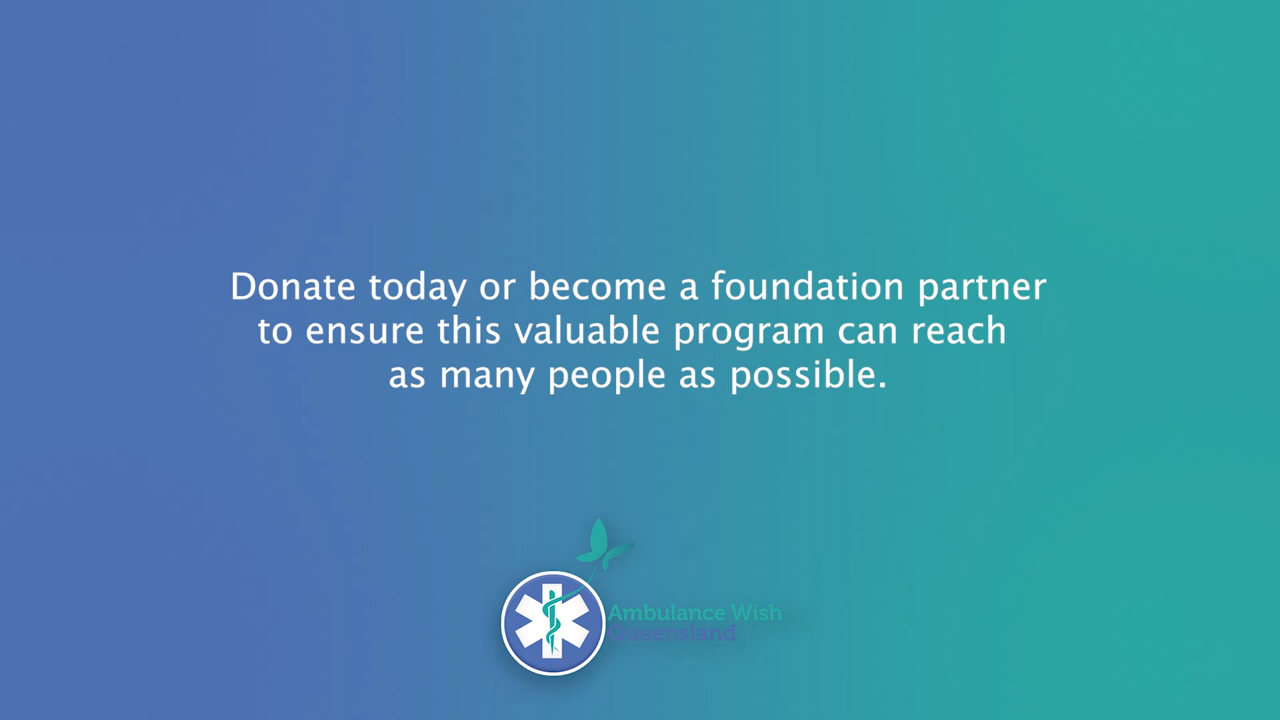 Donate today or become a foundation partner
to ensure this valuable program can reach
as many people as possible.
Ambulance Wish
Queensland